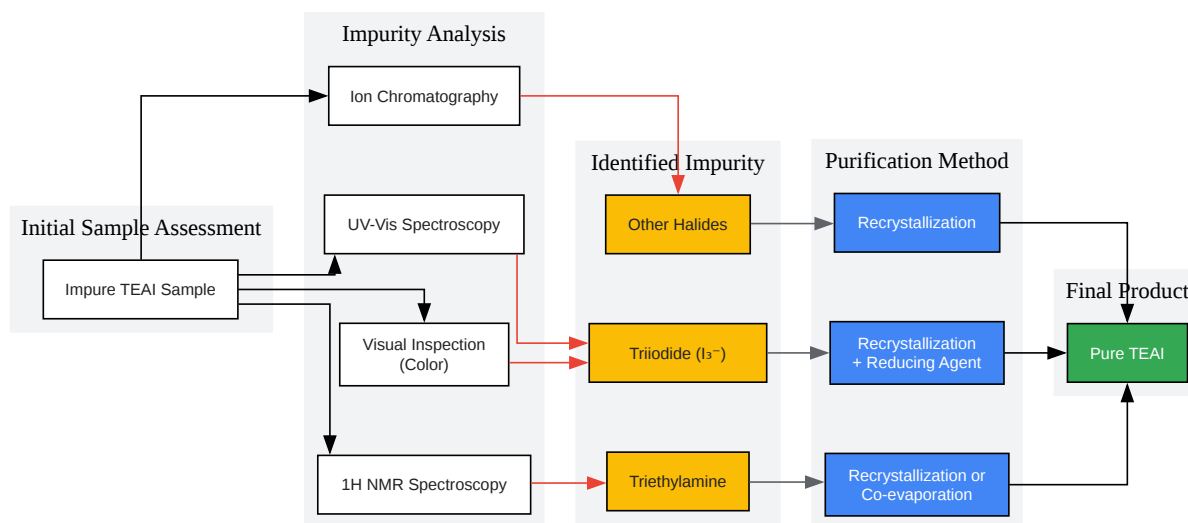 Impurity Analysis
Ion Chromatography
Identified Impurity
Purification Method
Initial Sample Assessment
UV-Vis Spectroscopy
Other Halides
Recrystallization
Impure TEAI Sample
Final Product
Visual Inspection
(Color)
Triiodide (I₃⁻)
Recrystallization
+ Reducing Agent
Pure TEAI
1H NMR Spectroscopy
Triethylamine
Recrystallization or
Co-evaporation